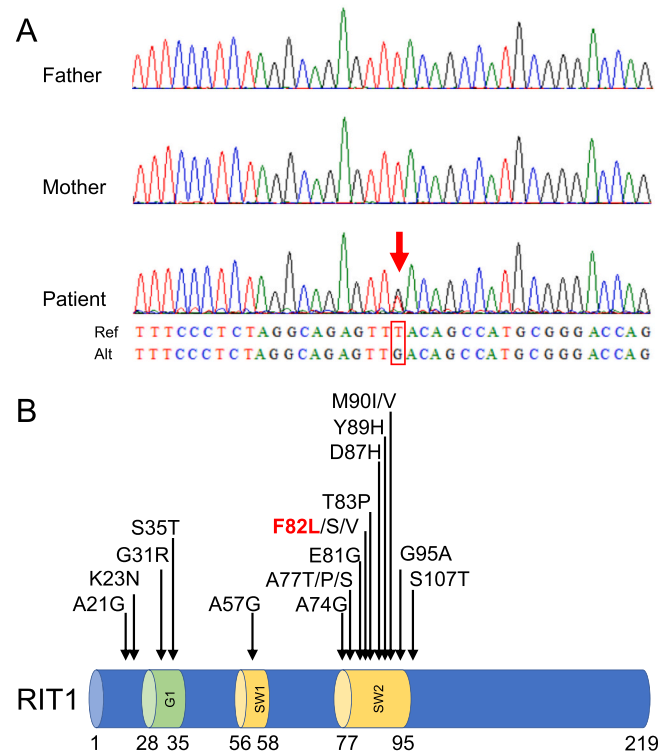 A
Father
Mother
Patient
Ref TTTCCCTCTAGGCAGAGTTTACAGCCATGCGGGACCAG
Alt TTTCCCTCTAGGCAGAGTTGACAGCCATGCGGGACCAG
B
M90I/V
Y89H
D87H
T83P
F82L/S/V
S35T
G31R
E81G
G95A
K23N
A77T/P/S
S107T
A21G
A57G
A74G
RIT1
G1
SW1
SW2
1 28 35 56 58 77 95 219